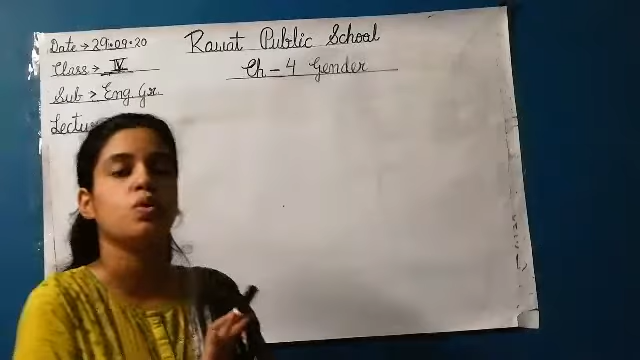 Date → 29.09.20
Rawat Public School
Class → IV
Ch - 4 Gender
Sub > Eng. Gr.